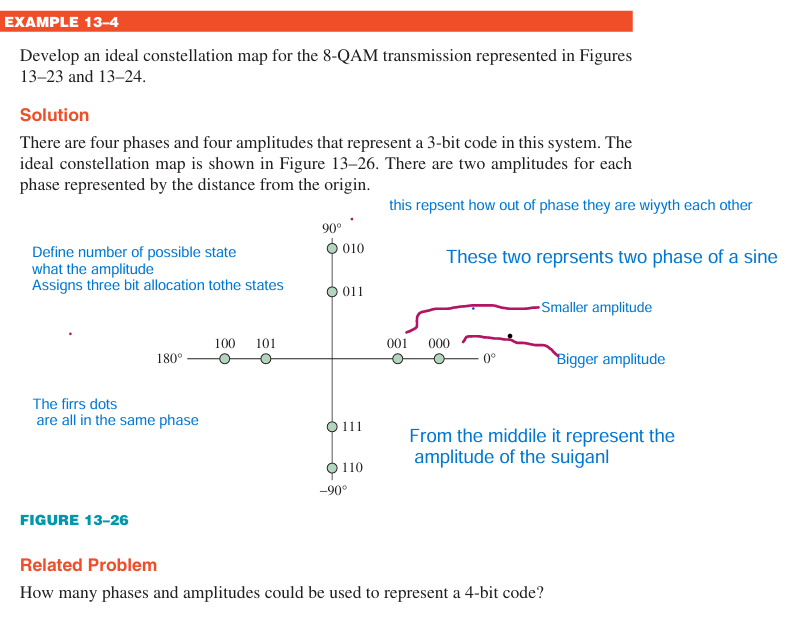 EXAMPLE 13–4
Develop an ideal constellation map for the 8-QAM transmission represented in Figures
13–23 and 13–24.
Solution
There are four phases and four amplitudes that represent a 3-bit code in this system. The
ideal constellation map is shown in Figure 13–26. There are two amplitudes for each
phase represented by the distance from the origin.
this repsent how out of phase they are wiyyth each other
90°
010
Define number of possible state
what the amplitude
Assigns three bit allocation tothe states
These two reprsents two phase of a sine
011
Smaller amplitude
100 101 001 000
180° 0°
Bigger amplitude
The firrs dots
are all in the same phase
111
From the middile it represent the
amplitude of the suiganl
110
–90°
FIGURE 13–26
Related Problem
How many phases and amplitudes could be used to represent a 4-bit code?